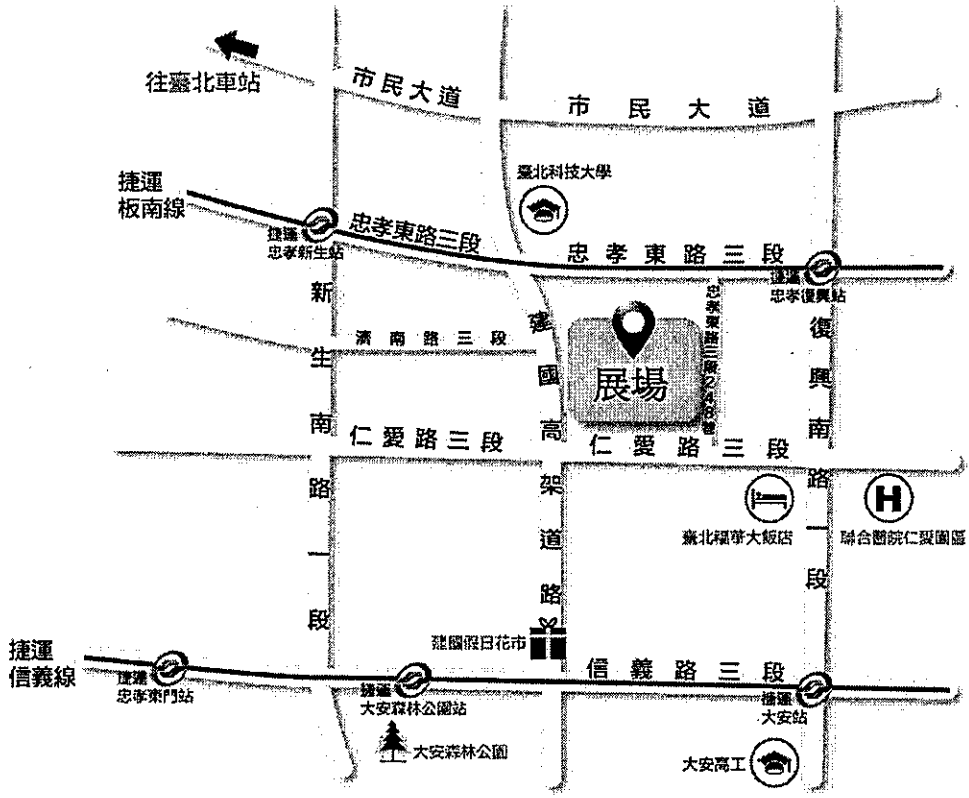 往臺北車站
市民大道
市民大道
臺北科技大學
捷運
板南線
捷運
忠孝新生站
忠孝東路三段
忠孝東路三段
捷運
忠孝復興站
新生南路一段
濟南路三段
建國高架道路
展場
忠孝東路三段248巷
復興南路一段
仁愛路三段
仁愛路三段
臺北福華大飯店
H
聯合醫院仁愛園區
建國假日花市
捷運
信義線
捷運
忠孝東門站
捷運
大安森林公園站
信義路三段
捷運
大安站
大安森林公園
大安高工